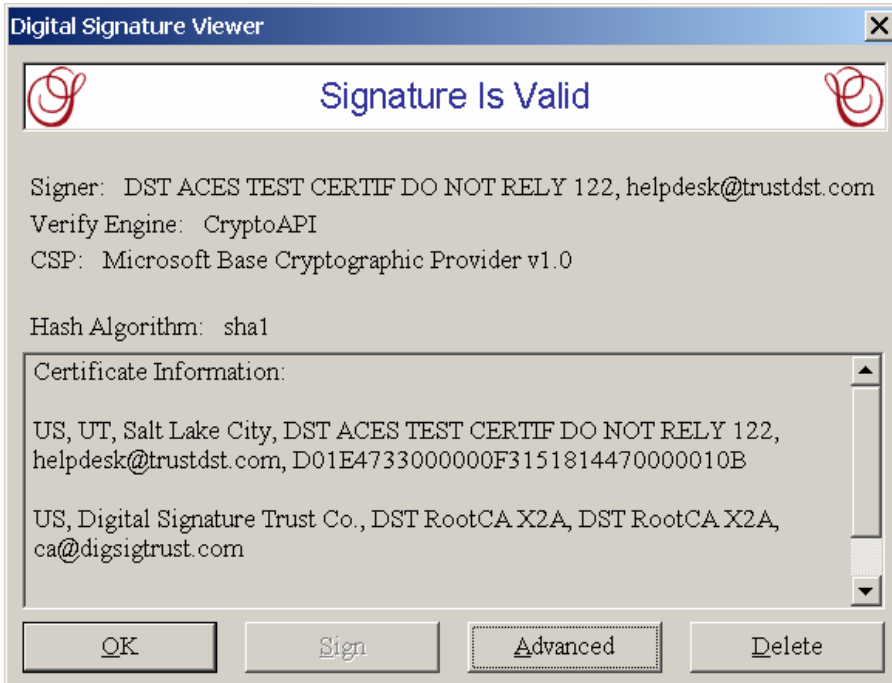 Digital Signature Viewer
Signature Is Valid
Signer: DST ACES TEST CERTIF DO NOT RELY 122, helpdesk@trustdst.com
Verify Engine: CryptoAPI
CSP: Microsoft Base Cryptographic Provider v1.0
Hash Algorithm: sha1
Certificate Information:
US, UT, Salt Lake City, DST ACES TEST CERTIF DO NOT RELY 122,
helpdesk@trustdst.com, D01E4733000000F3151814470000010B
US, Digital Signature Trust Co., DST RootCA X2A, DST RootCA X2A,
ca@digsigtrust.com
OK Sign Advanced Delete